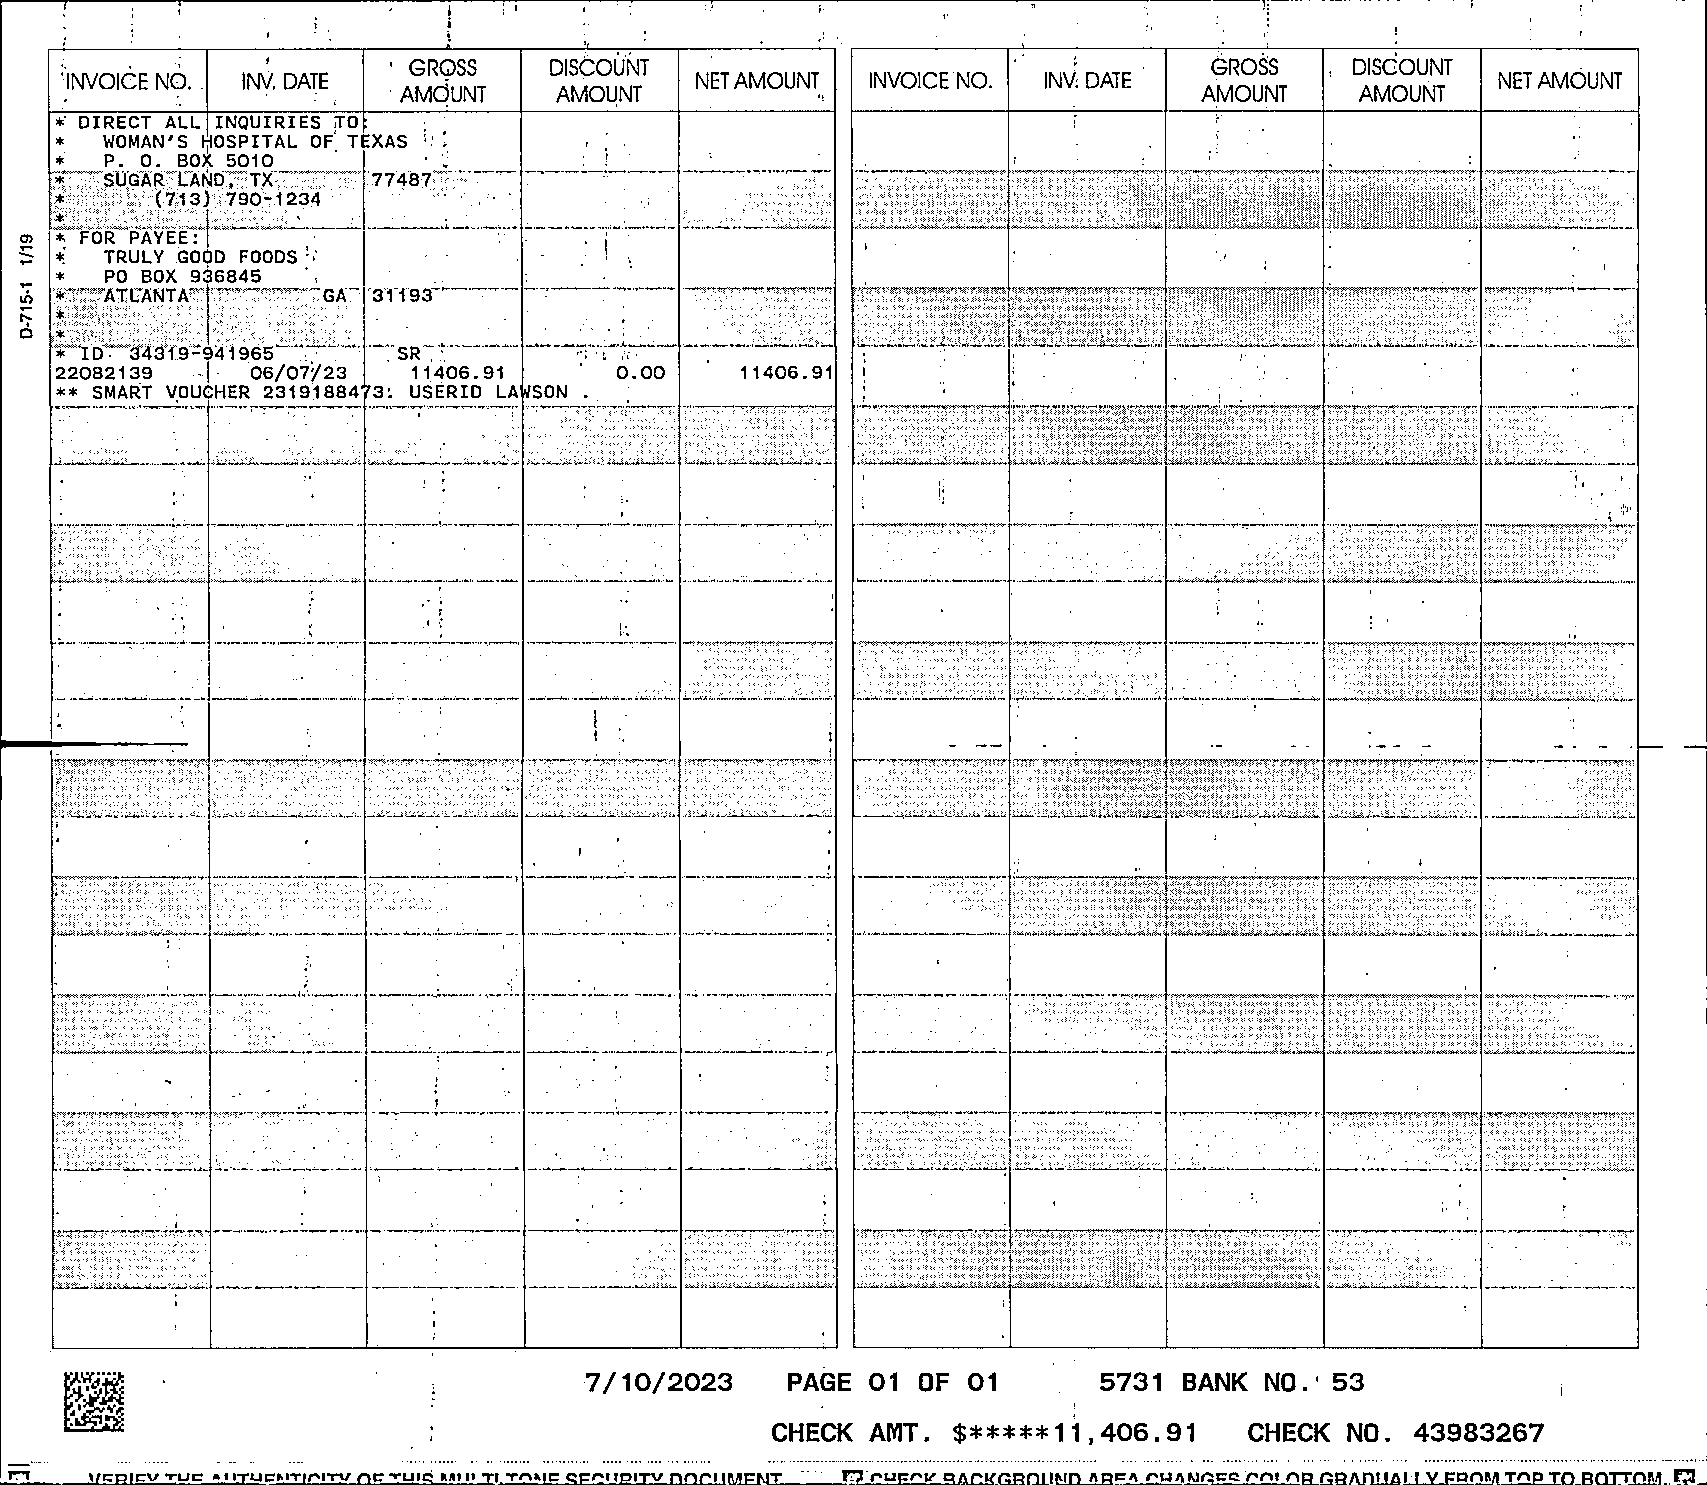 INVOICE NO. INV. DATE GROSS AMOUNT DISCOUNT AMOUNT NET AMOUNT INVOICE NO. INV. DATE GROSS AMOUNT DISCOUNT AMOUNT NET AMOUNT
* DIRECT ALL INQUIRIES TO:
* WOMAN'S HOSPITAL OF TEXAS
* P. O. BOX 5010
* SUGAR LAND, TX 77487
* (713) 790-1234
*
* FOR PAYEE:
* TRULY GOOD FOODS
* PO BOX 936845
* ATLANTA GA 31193
*
*
* ID 34319-941965 SR
22082139 06/07/23 11406.91 0.00 11406.91
** SMART VOUCHER 2319188473: USERID LAWSON .
D-715-1 1/19
7/10/2023 PAGE 01 OF 01 5731 BANK NO. 53
CHECK AMT. $*****11,406.91 CHECK NO. 43983267
VERIFY THE AUTHENTICITY OF THIS MULTI-TONE SECURITY DOCUMENT. CHECK BACKGROUND AREA CHANGES COLOR GRADUALLY FROM TOP TO BOTTOM.